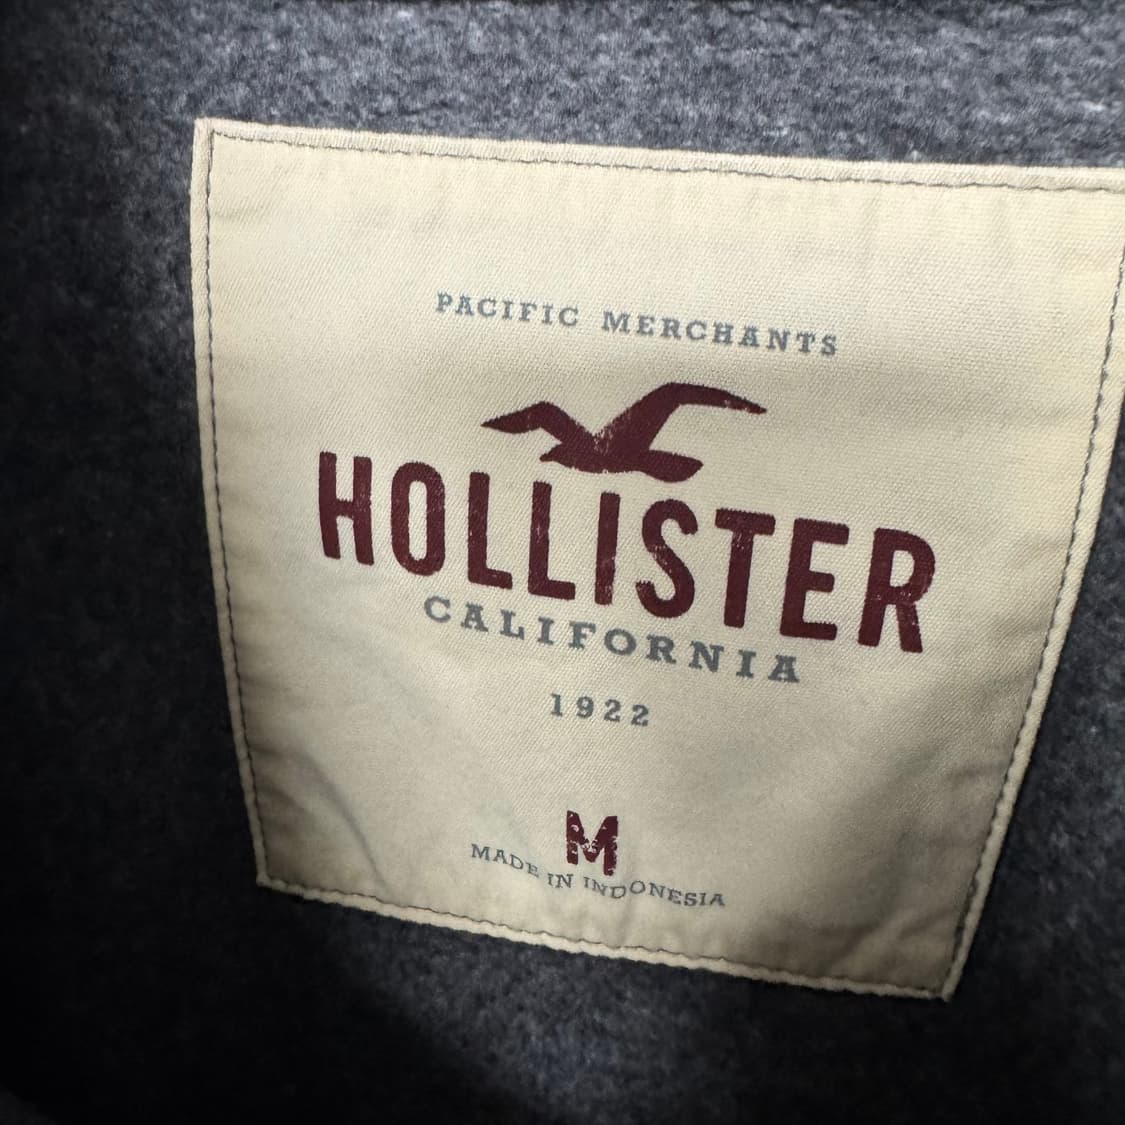 PACIFIC MERCHANTS
HOLLISTER
CALIFORNIA
1922
M
MADE IN INDONESIA